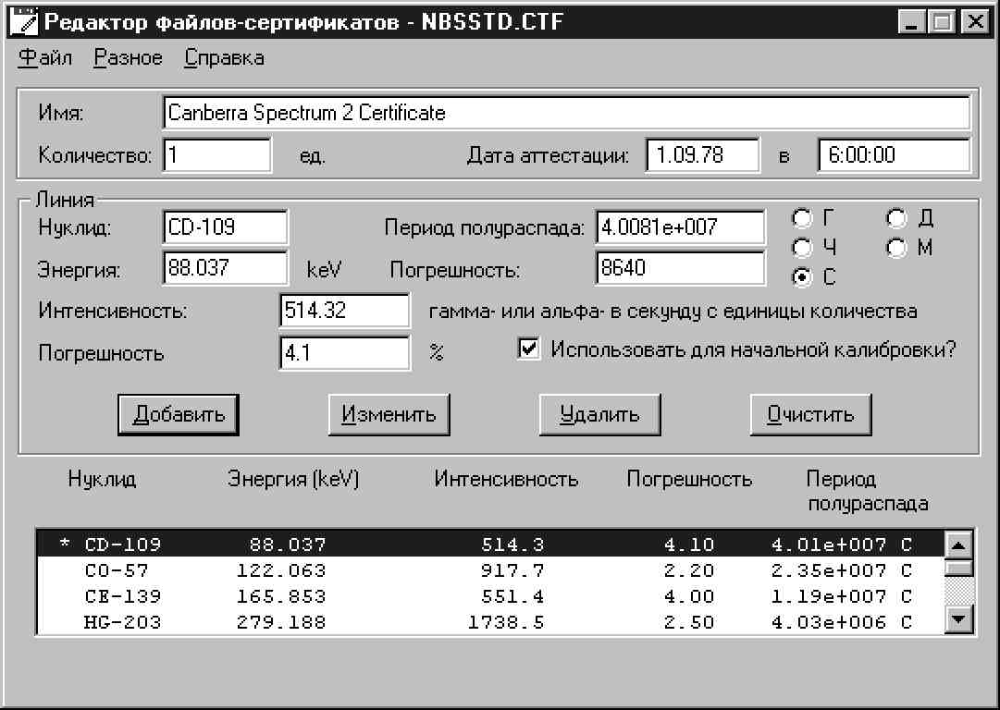 Редактор файлов-сертификатов - NBSSTD.CTF
Файл Разное Справка
Имя: Canberra Spectrum 2 Certificate
Количество: 1 ед. Дата аттестации: 1.09.78 в 6:00:00
Линия
Нуклид: CD-109 Период полураспада: 4.0081e+007 Г Д
Энергия: 88.037 keV Погрешность: 8640 Ч М
С
Интенсивность: 514.32 гамма- или альфа- в секунду с единицы количества
Погрешность 4.1 % Использовать для начальной калибровки?
Добавить Изменить Удалить Очистить
Нуклид Энергия (keV) Интенсивность Погрешность Период полураспада
* CD-109 88.037 514.3 4.10 4.01e+007 С
CO-57 122.063 917.7 2.20 2.35e+007 С
CE-139 165.853 551.4 4.00 1.19e+007 С
HG-203 279.188 1738.5 2.50 4.03e+006 С